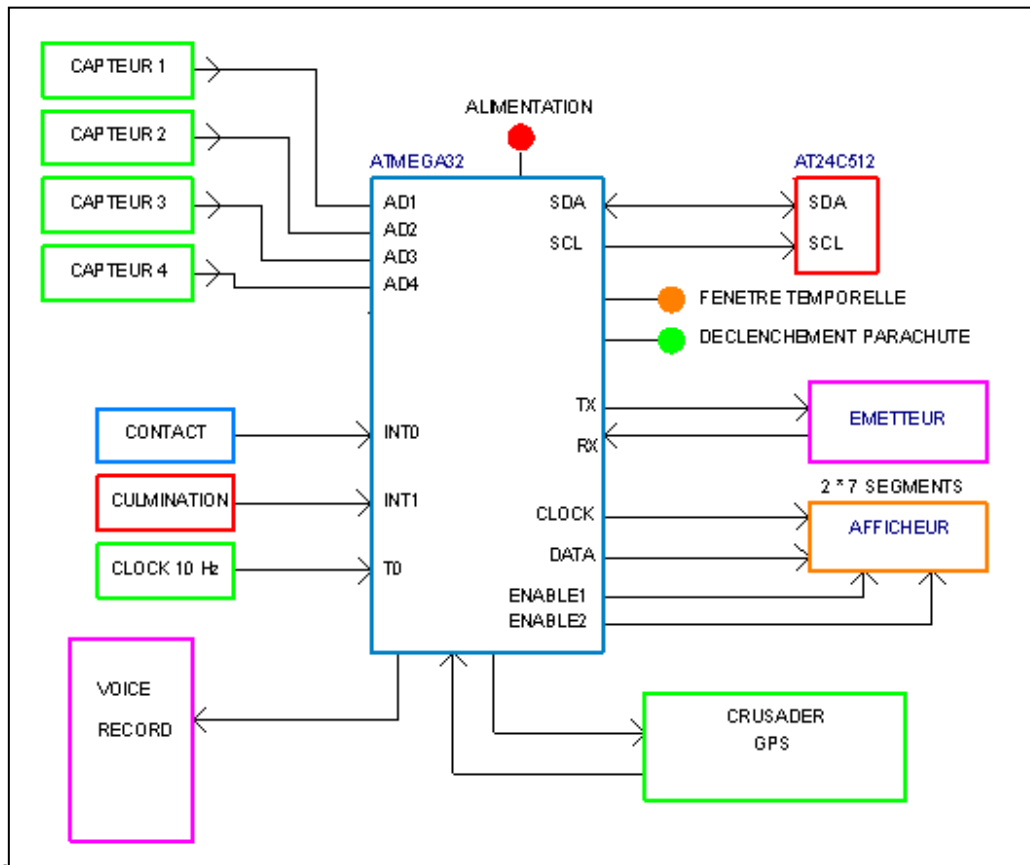 CAPTEUR 1
CAPTEUR 2
CAPTEUR 3
CAPTEUR 4
ALIMENTATION
ATMEGA32
AD1
AD2
AD3
AD4
SDA
SCL
AT24C512
SDA
SCL
FENETRE TEMPORELLE
DECLENCHEMENT PARACHUTE
CONTACT
CULMINATION
CLOCK 10 Hz
INT0
INT1
T0
TX
RX
EMETTEUR
2 * 7 SEGMENTS
AFFICHEUR
CLOCK
DATA
ENABLE1
ENABLE2
VOICE
RECORD
CRUSADER
GPS